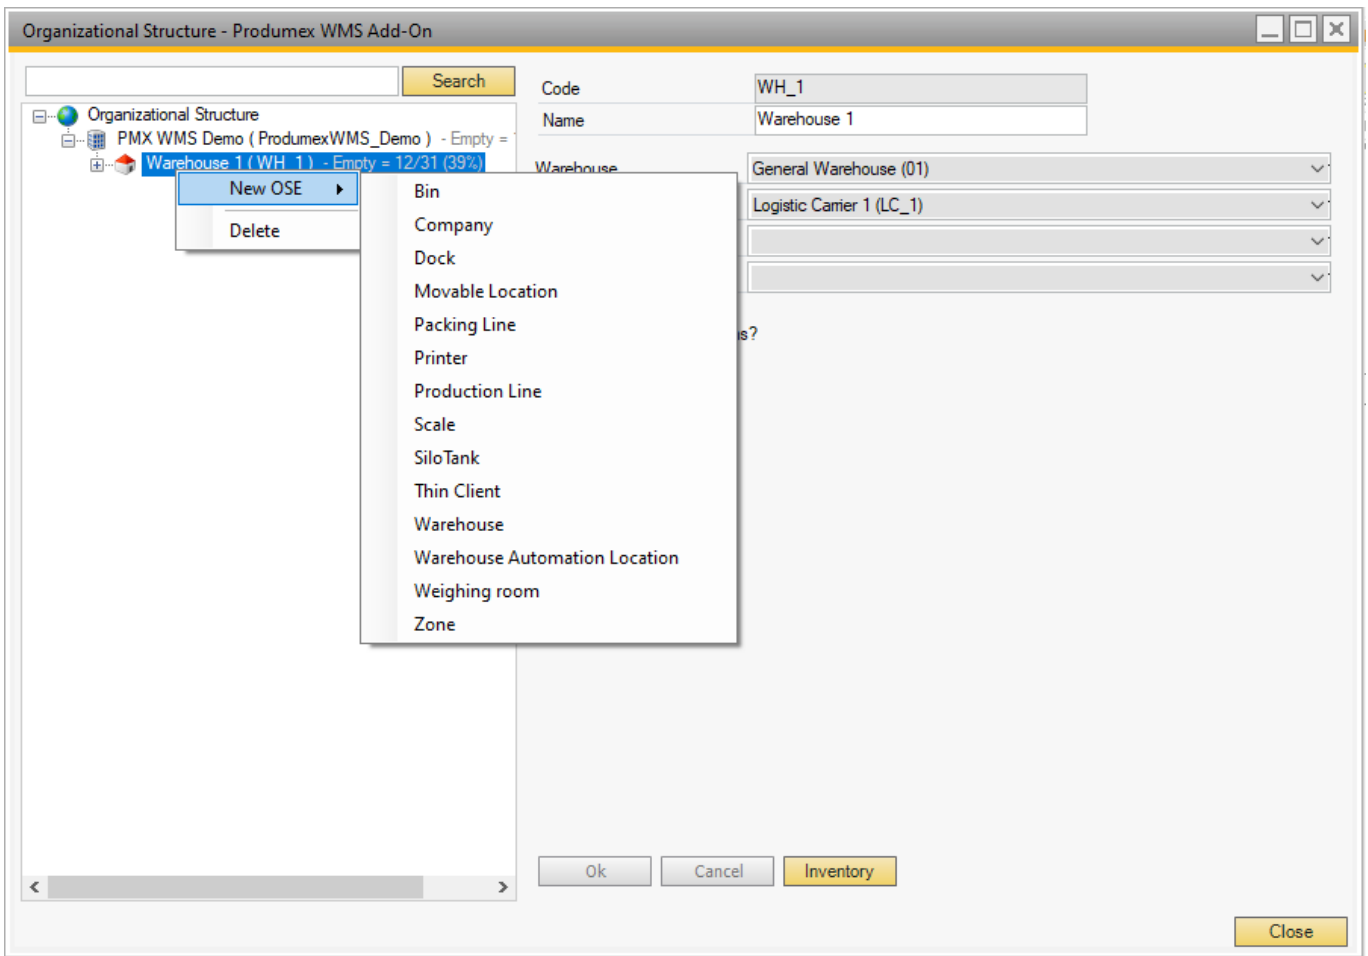 Organizational Structure - Produmex WMS Add-On
Search
Organizational Structure
PMX WMS Demo ( ProdumexWMS_Demo ) - Empty =
Warehouse 1 ( WH_1 ) - Empty = 12/31 (39%)
New OSE
Delete
Bin
Company
Dock
Movable Location
Packing Line
Printer
Production Line
Scale
SiloTank
Thin Client
Warehouse
Warehouse Automation Location
Weighing room
Zone
Code WH_1
Name Warehouse 1
Warehouse General Warehouse (01)
Logistic Carrier 1 (LC_1)
Ok Cancel Inventory
Close